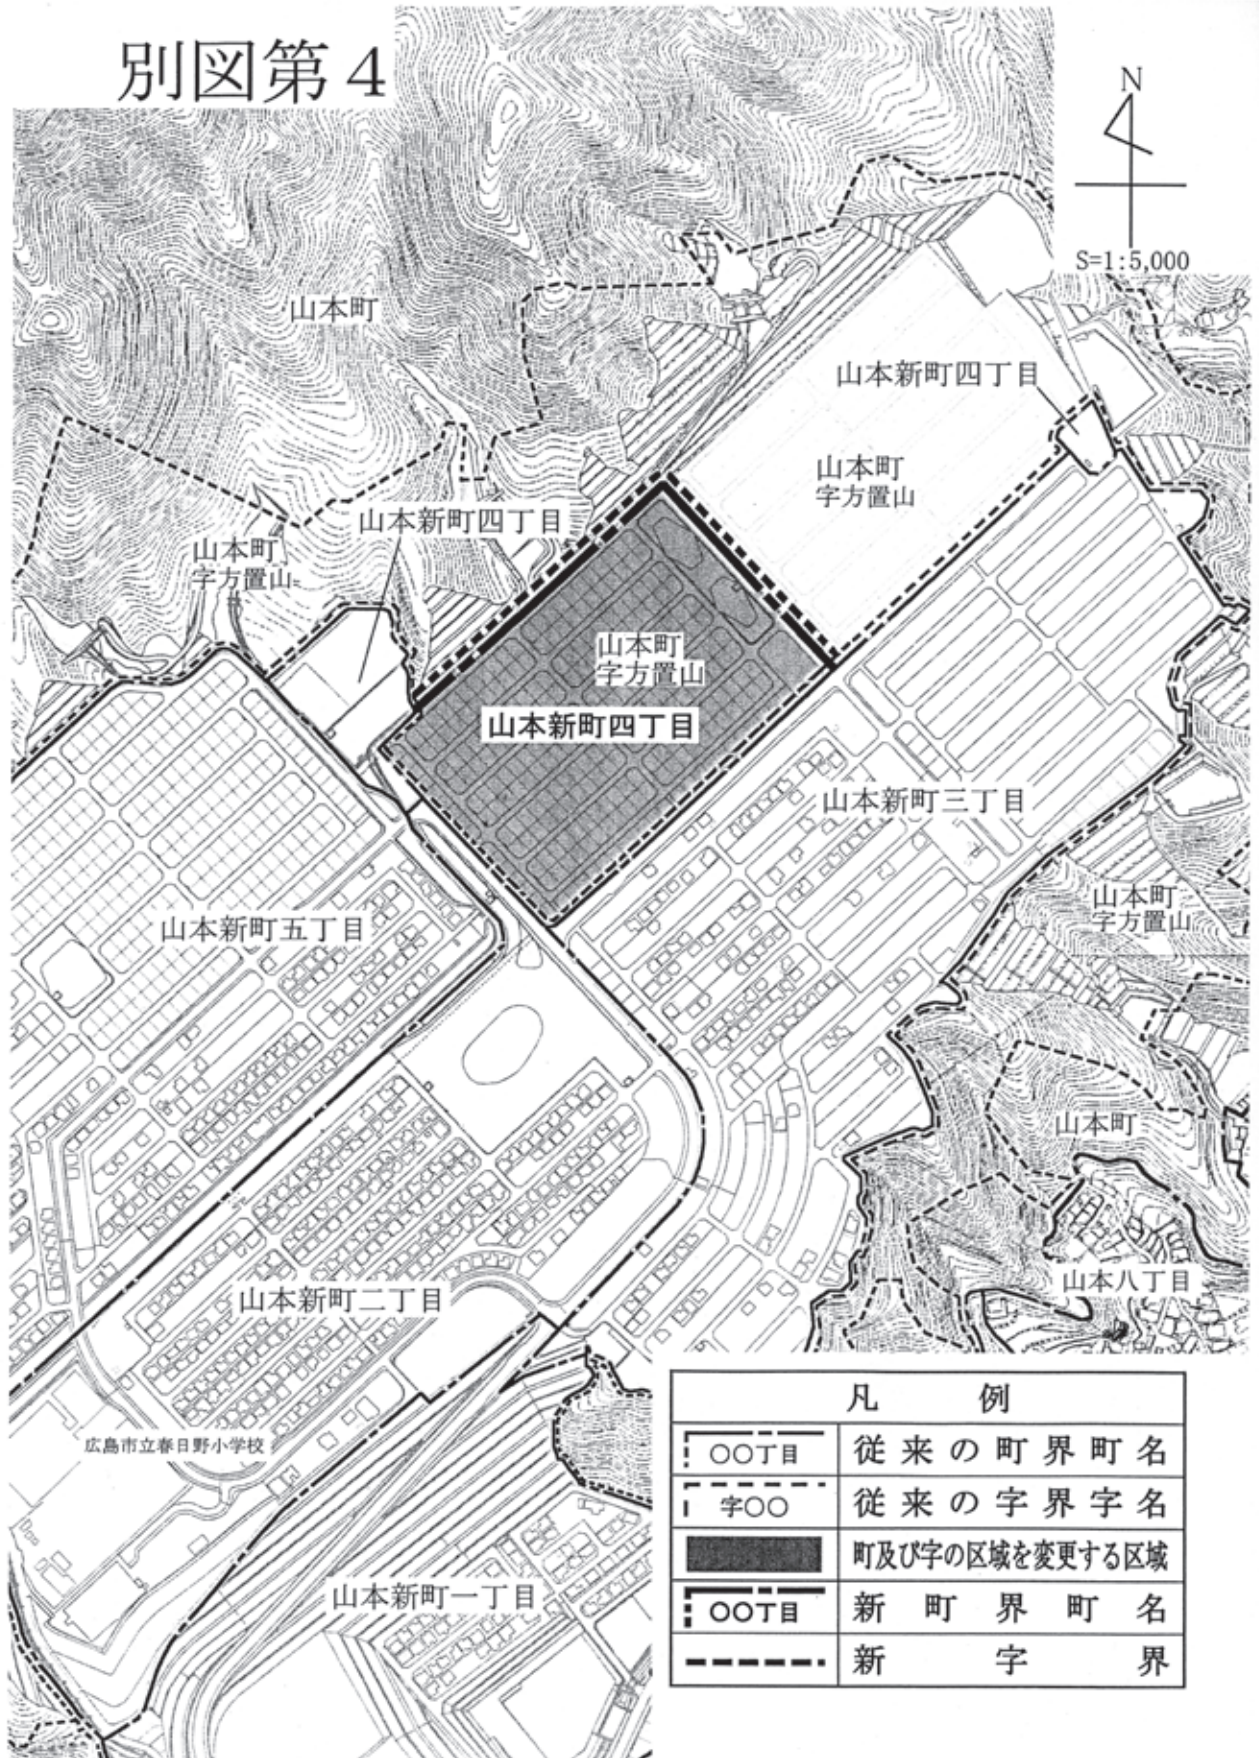 別図第4
N
S=1:5,000
山本町
山本新町四丁目
山本町
字方置山
山本新町四丁目
山本町
字方置山
山本町
字方置山
山本新町四丁目
山本新町三丁目
山本町
字方置山
山本新町五丁目
山本町
山本八丁目
山本新町二丁目
広島市立春日野小学校
山本新町一丁目
凡例
〇〇丁目 従来の町界町名
字〇〇 従来の字界字名
町及び字の区域を変更する区域
〇〇丁目 新町界町名
新字界